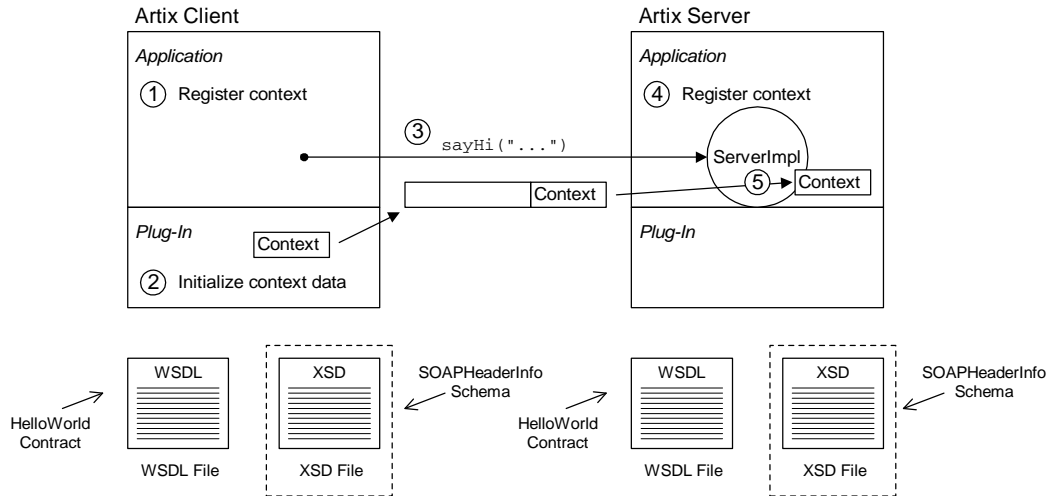 Artix Client
Artix Server
Application
Application
1 Register context
4 Register context
3
sayHi("...")
ServerImpl
Context
5 Context
Plug-In
Plug-In
Context
2 Initialize context data
WSDL
XSD
SOAPHeaderInfo
Schema
WSDL
XSD
SOAPHeaderInfo
Schema
HelloWorld
Contract
HelloWorld
Contract
WSDL File
XSD File
WSDL File
XSD File